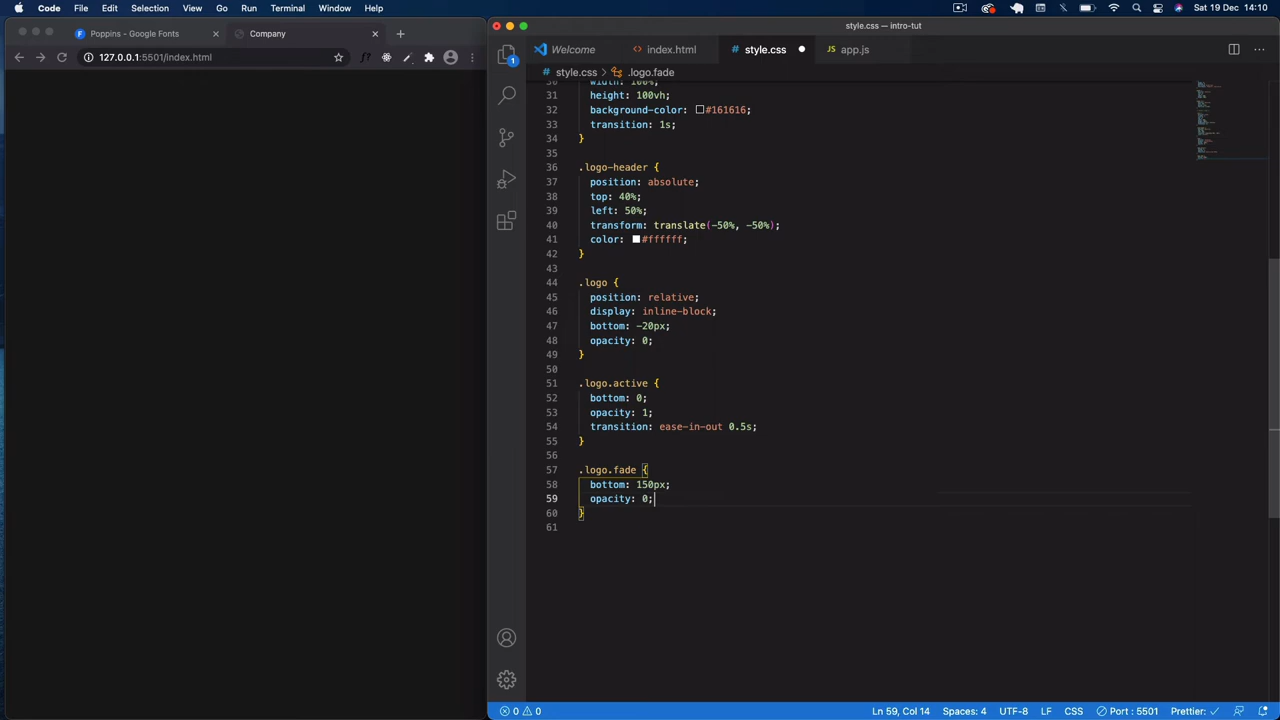 Code File Edit Selection View Go Run Terminal Window Help Sat 19 Dec 14:10
Poppins - Google Fonts Company
127.0.0.1:5501/index.html
style.css — intro-tut
Welcome index.html style.css app.js
style.css > .logo.fade
30 width: 100%;
31 height: 100vh;
32 background-color: #161616;
33 transition: 1s;
34 }
35
36 .logo-header {
37 position: absolute;
38 top: 40%;
39 left: 50%;
40 transform: translate(-50%, -50%);
41 color: #ffffff;
42 }
43
44 .logo {
45 position: relative;
46 display: inline-block;
47 bottom: -20px;
48 opacity: 0;
49 }
50
51 .logo.active {
52 bottom: 0;
53 opacity: 1;
54 transition: ease-in-out 0.5s;
55 }
56
57 .logo.fade {
58 bottom: 150px;
59 opacity: 0;
60 }
61
1
0 0 Ln 59, Col 14 Spaces: 4 UTF-8 LF CSS Port : 5501 Prettier: